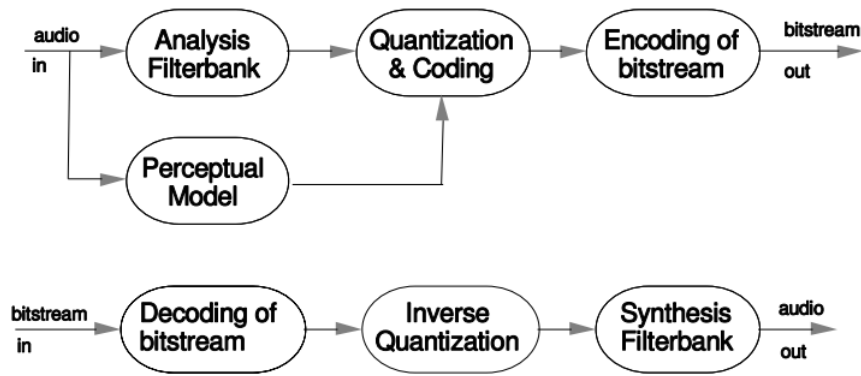 audio
in
Analysis
Filterbank
Quantization
& Coding
Encoding of
bitstream
bitstream
out
Perceptual
Model
bitstream
in
Decoding of
bitstream
Inverse
Quantization
Synthesis
Filterbank
audio
out